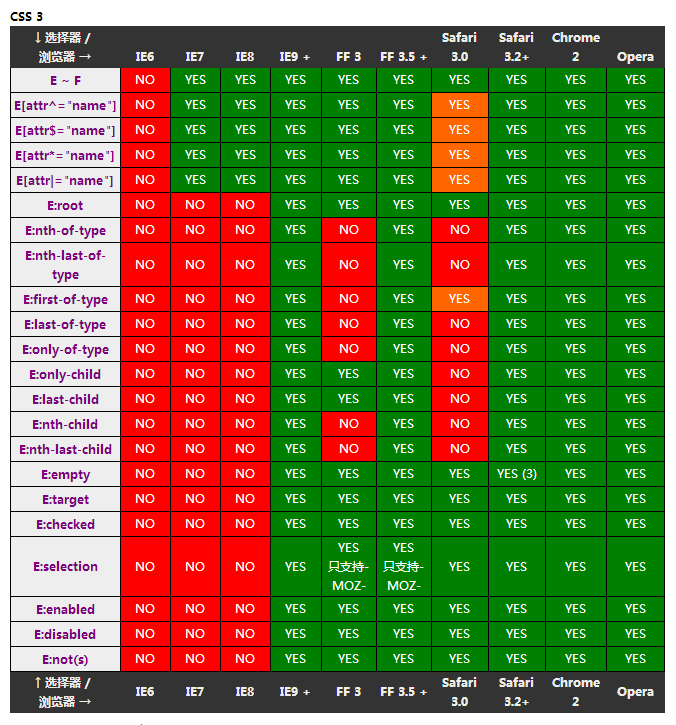 CSS 3
↓选择器 / 浏览器 → IE6 IE7 IE8 IE9 + FF 3 FF 3.5 + Safari 3.0 Safari 3.2+ Chrome 2 Opera
E ~ F NO YES YES YES YES YES YES YES YES YES
E[attr^="name"] NO YES YES YES YES YES YES YES YES YES
E[attr$="name"] NO YES YES YES YES YES YES YES YES YES
E[attr*="name"] NO YES YES YES YES YES YES YES YES YES
E[attr|="name"] NO YES YES YES YES YES YES YES YES YES
E:root NO NO NO YES YES YES YES YES YES YES
E:nth-of-type NO NO NO YES NO YES NO YES YES YES
E:nth-last-of-type NO NO NO YES NO YES NO YES YES YES
E:first-of-type NO NO NO YES NO YES YES YES YES YES
E:last-of-type NO NO NO YES NO YES NO YES YES YES
E:only-of-type NO NO NO YES NO YES NO YES YES YES
E:only-child NO NO NO YES YES YES NO YES YES YES
E:last-child NO NO NO YES YES YES NO YES YES YES
E:nth-child NO NO NO YES NO YES NO YES YES YES
E:nth-last-child NO NO NO YES NO YES NO YES YES YES
E:empty NO NO NO YES YES YES YES YES (3) YES YES
E:target NO NO NO YES YES YES YES YES YES YES
E:checked NO NO NO YES YES YES YES YES YES YES
E:selection NO NO NO YES YES 只支持-MOZ- YES 只支持-MOZ- YES YES YES YES
E:enabled NO NO NO YES YES YES YES YES YES YES
E:disabled NO NO NO YES YES YES YES YES YES YES
E:not(s) NO NO NO YES YES YES YES YES YES YES
↑选择器 / 浏览器 → IE6 IE7 IE8 IE9 + FF 3 FF 3.5 + Safari 3.0 Safari 3.2+ Chrome 2 Opera